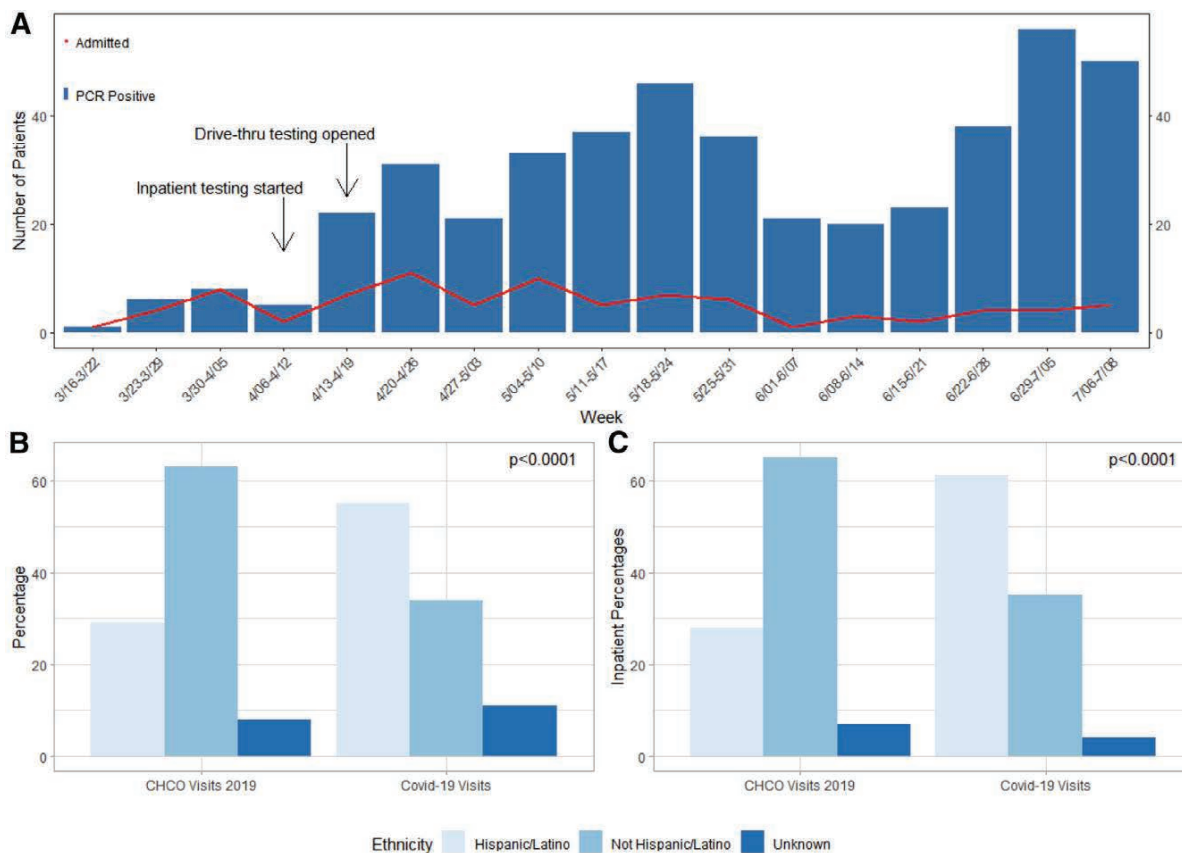 A
Admitted
PCR Positive
Drive-thru testing opened
Inpatient testing started
Number of Patients
40
20
0
40
20
0
3/16-3/22
3/23-3/29
3/30-4/05
4/06-4/12
4/13-4/19
4/20-4/26
4/27-5/03
5/04-5/10
5/11-5/17
5/18-5/24
5/25-5/31
6/01-6/07
6/08-6/14
6/15-6/21
6/22-6/28
6/29-7/05
7/06-7/08
Week
B
p<0.0001
Percentage
60
40
20
0
CHCO Visits 2019
Covid-19 Visits
C
p<0.0001
Inpatient Percentages
60
40
20
0
CHCO Visits 2019
Covid-19 Visits
Ethnicity Hispanic/Latino Not Hispanic/Latino Unknown